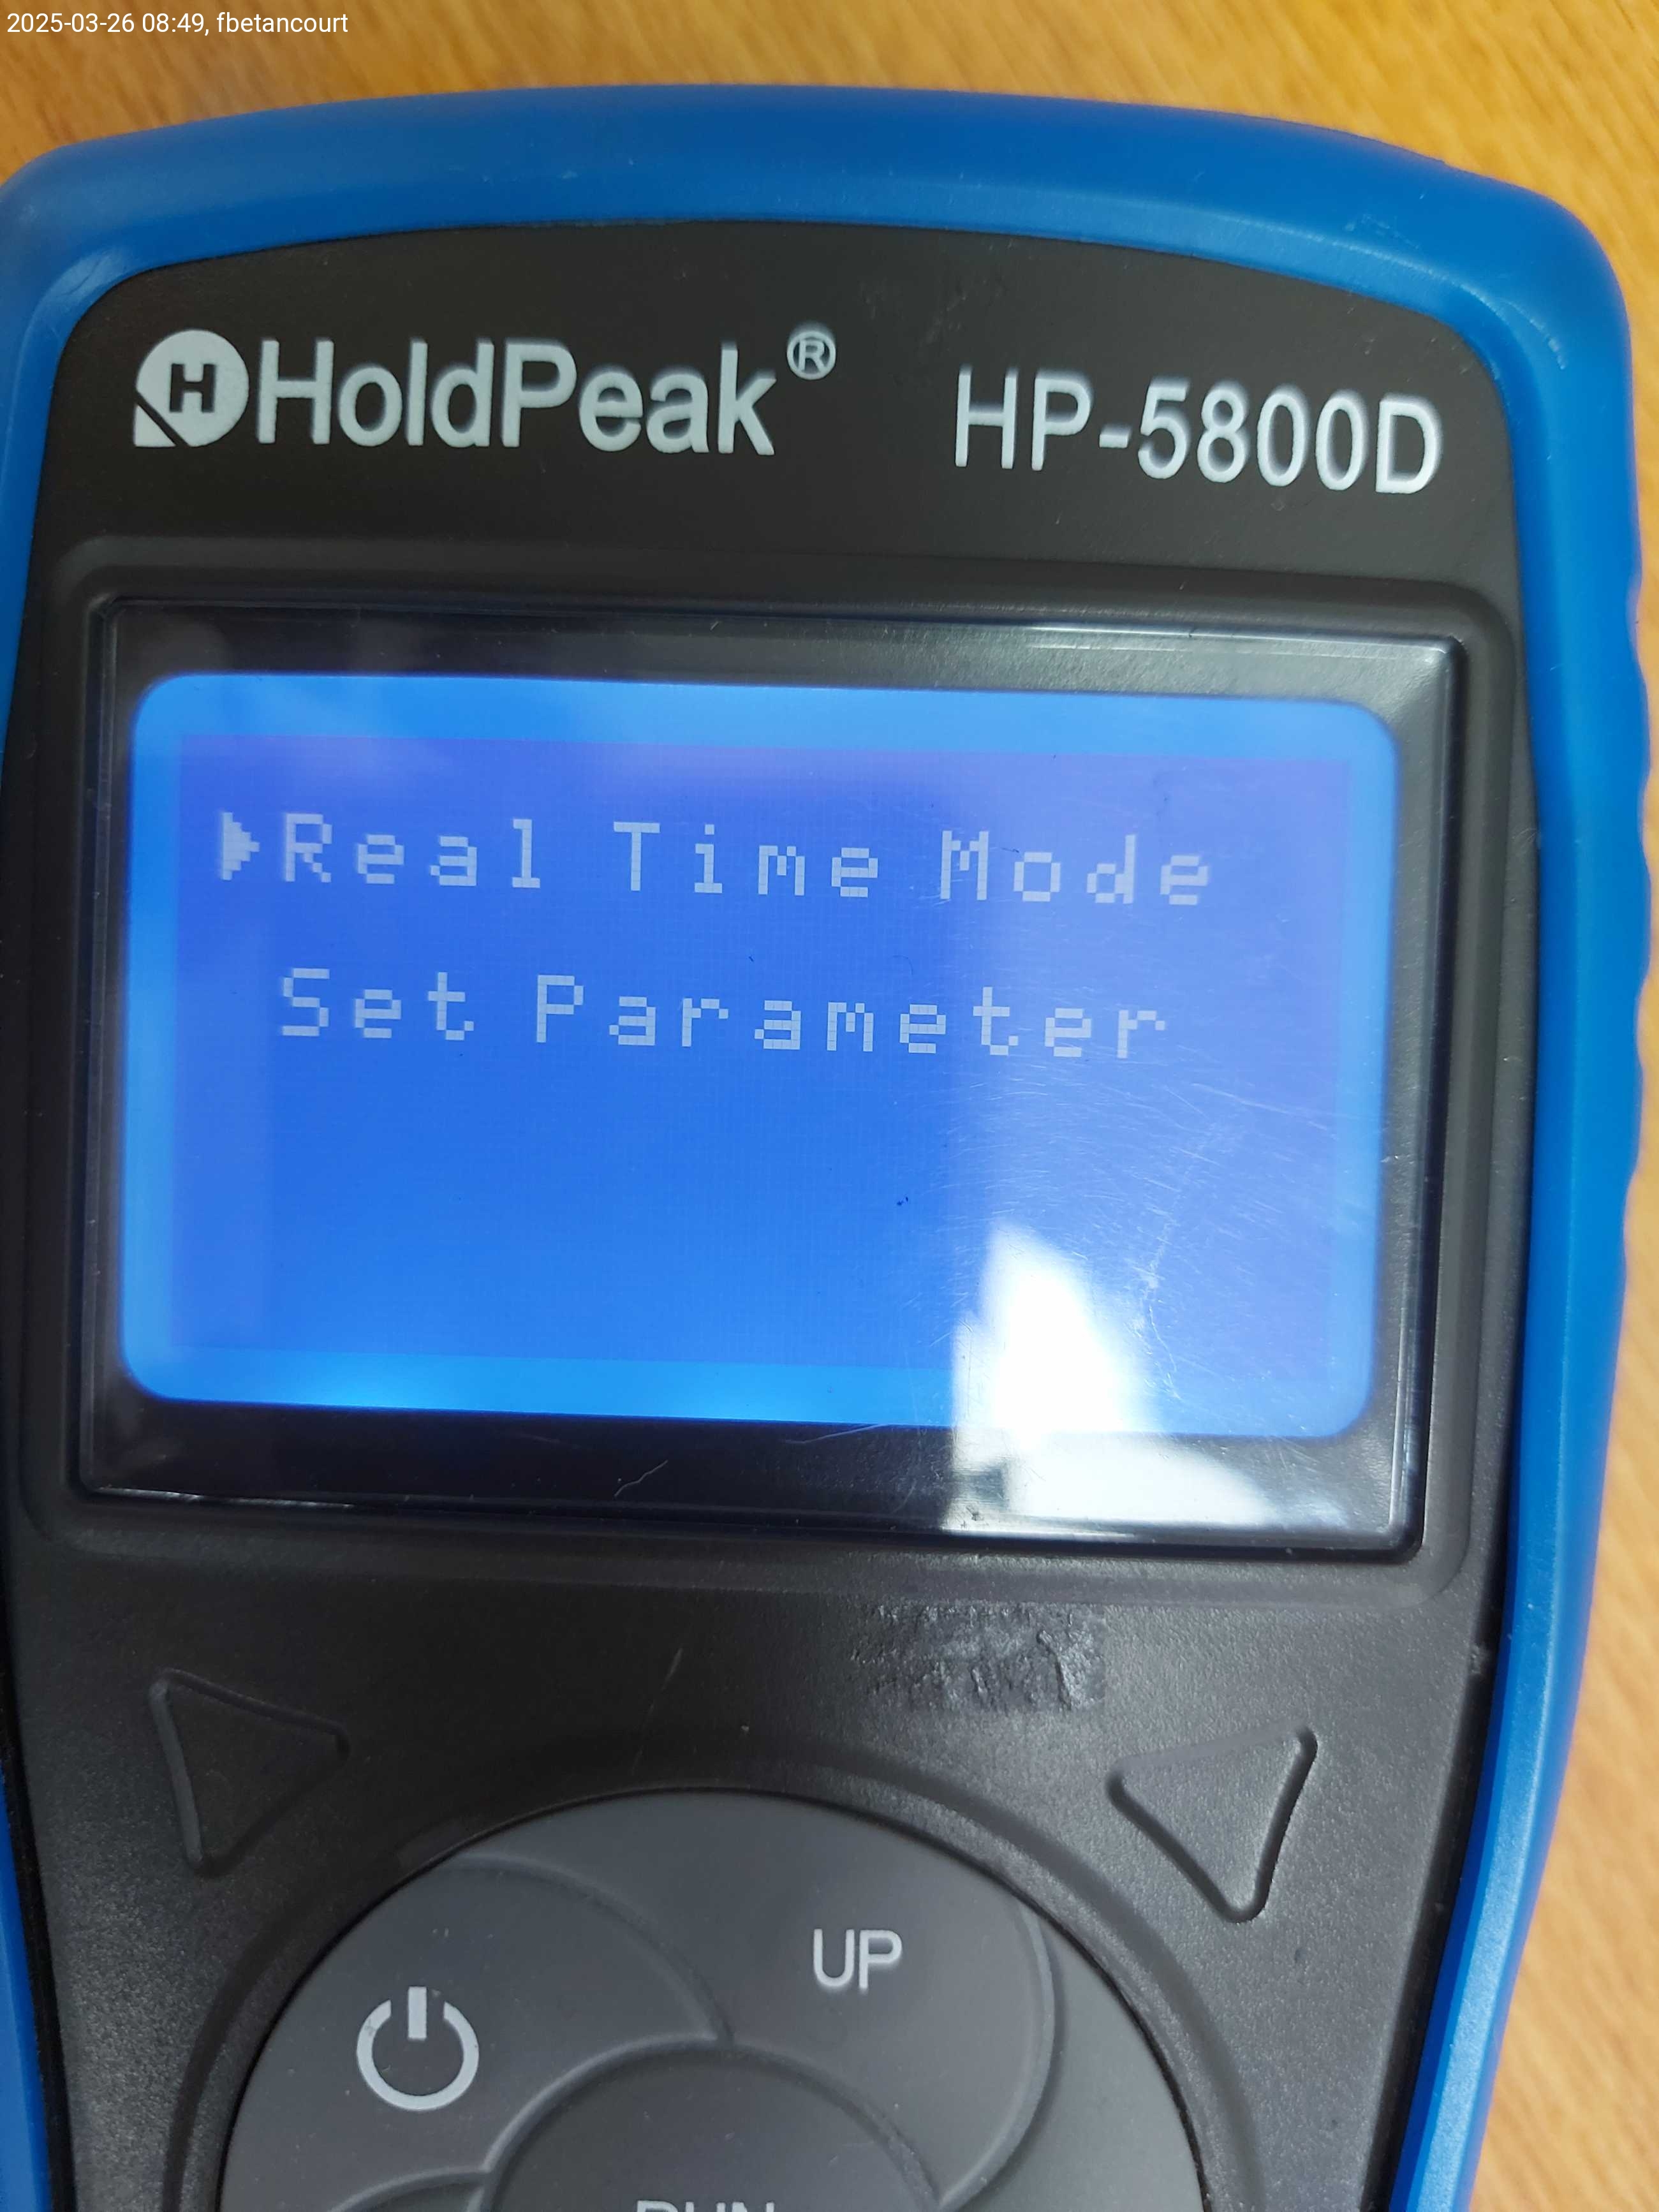 2025-03-26 08:49, fbetancourt
HoldPeak® HP-5800D
Real Time Mode
Set Parameter
UP